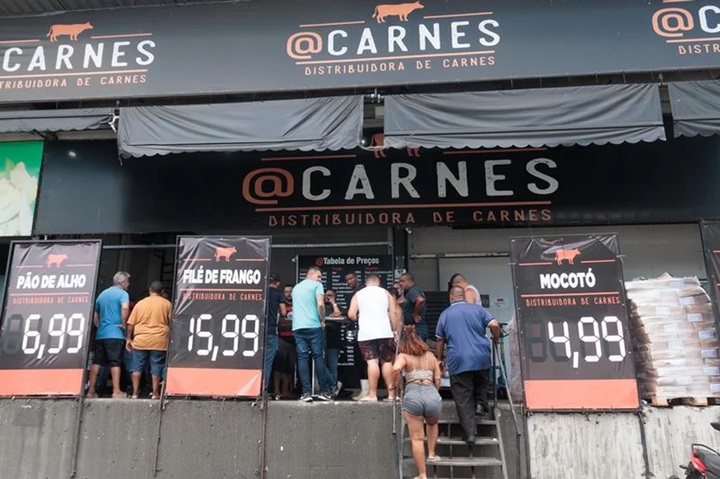 CARNES
DISTRIBUIDORA DE CARNES
@CARNES
DISTRIBUIDORA DE CARNES
@CARNES
DISTRIBUIDORA DE CARNES
PÃO DE ALHO
DISTRIBUIDORA DE CARNES
6,99
FILÉ DE FRANGO
DISTRIBUIDORA DE CARNES
15,99
@Tabela de Preços
MOCOTÓ
DISTRIBUIDORA DE CARNES
4,99